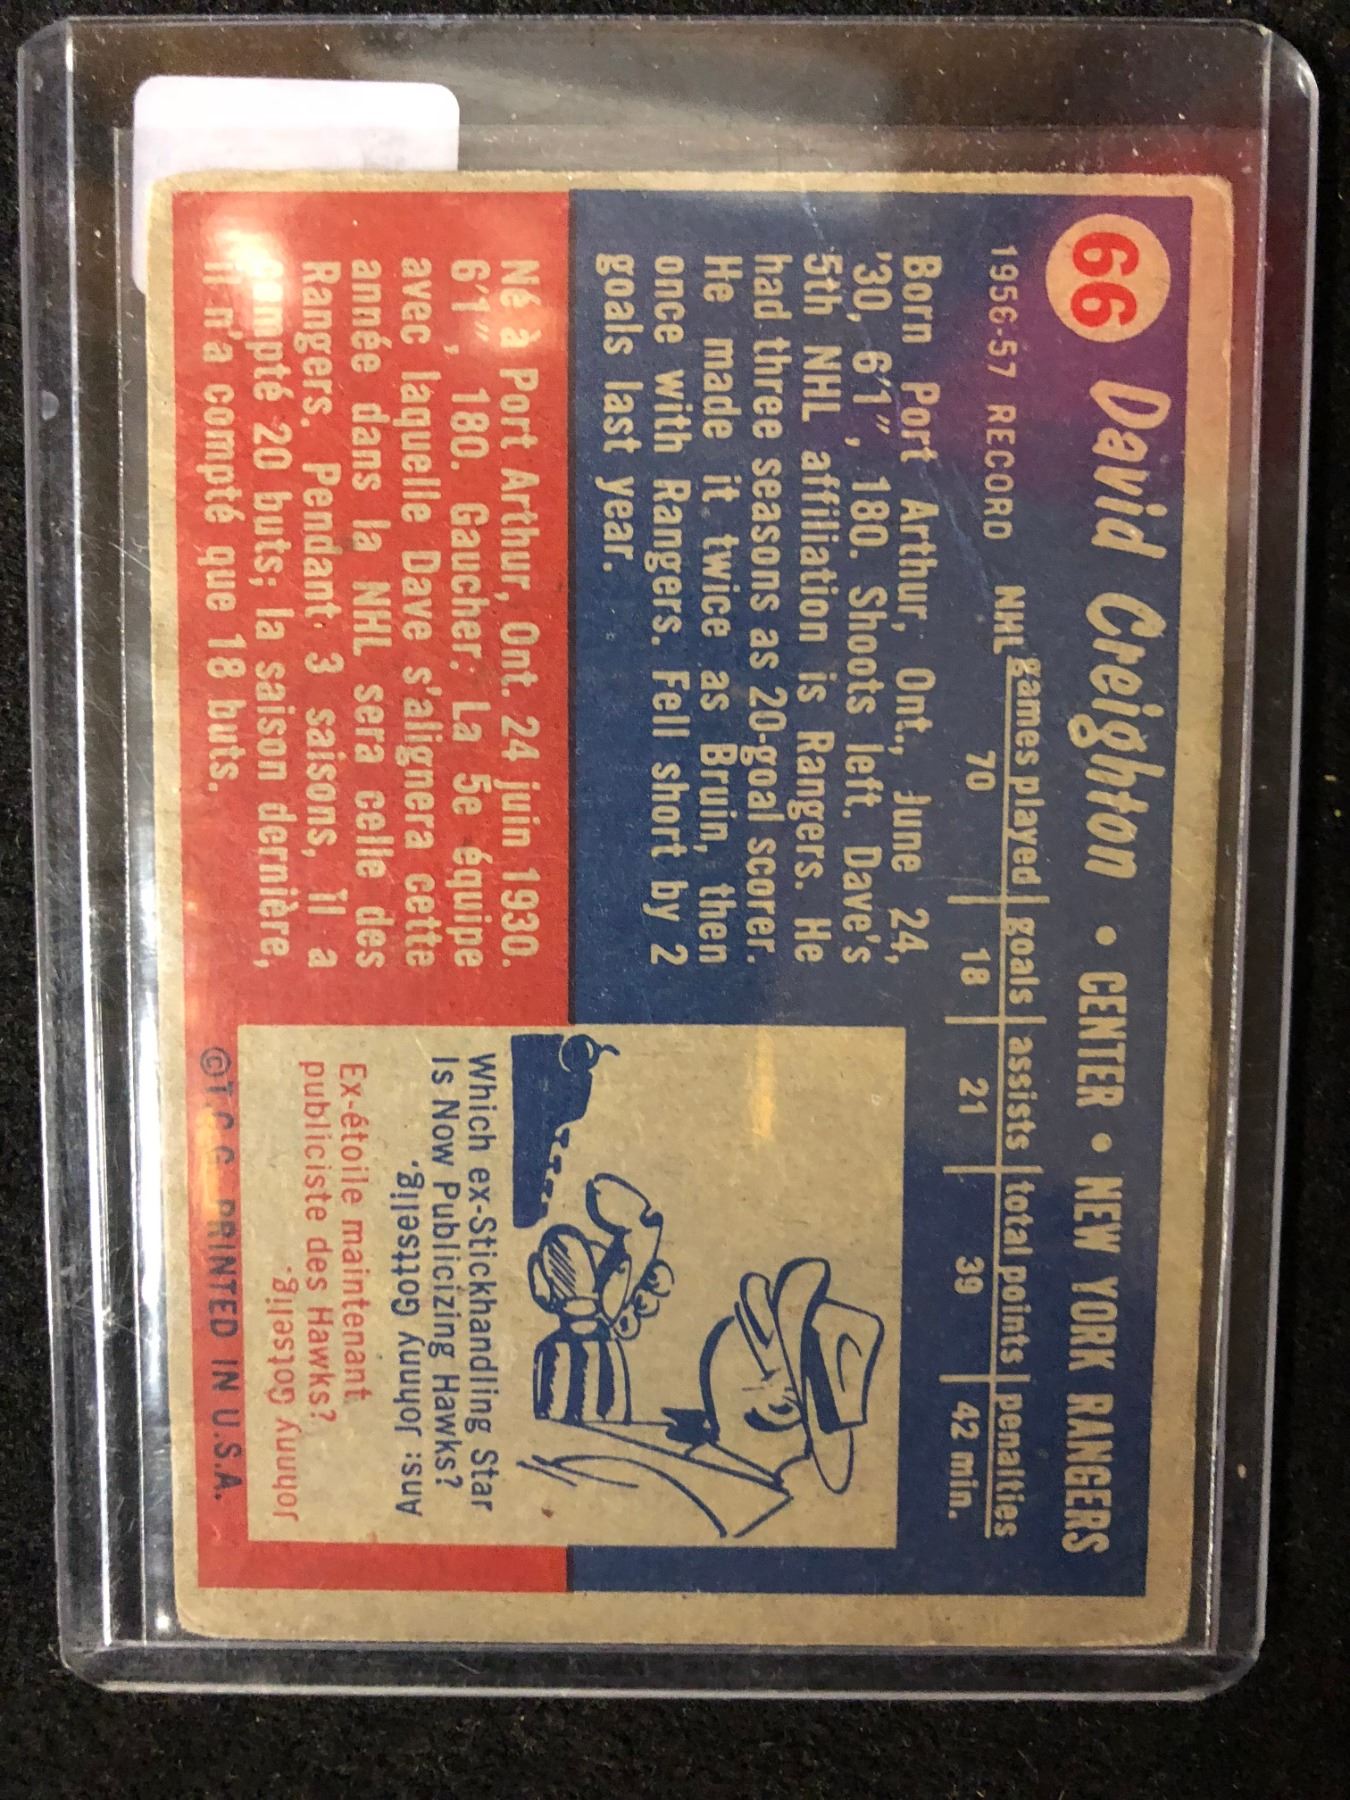 66 David Creighton • CENTER • NEW YORK RANGERS
1956-57 RECORD NHL games played goals assists total points penalties
70 18 21 39 42 min.
Born Port Arthur, Ont., June 24,
'30, 6'1", 180. Shoots left. Dave's
5th NHL affiliation is Rangers. He
had three seasons as 20-goal scorer.
He made it twice as Bruin, then
once with Rangers. Fell short by 2
goals last year.
Né à Port Arthur, Ont. 24 juin 1930.
6'1", 180. Gaucher. La 5e équipe
avec laquelle Dave s'alignera cette
année dans la NHL sera celle des
Rangers. Pendant 3 saisons, il a
compté 20 buts; la saison dernière,
il n'a compté que 18 buts.
Which ex-Stickhandling Star
Is Now Publicizing Hawks?
Ans: Johnny Gottselig.
Ex-étoile maintenant
publiciste des Hawks?
Johnny Gotselig.
©T.C.G. PRINTED IN U.S.A.